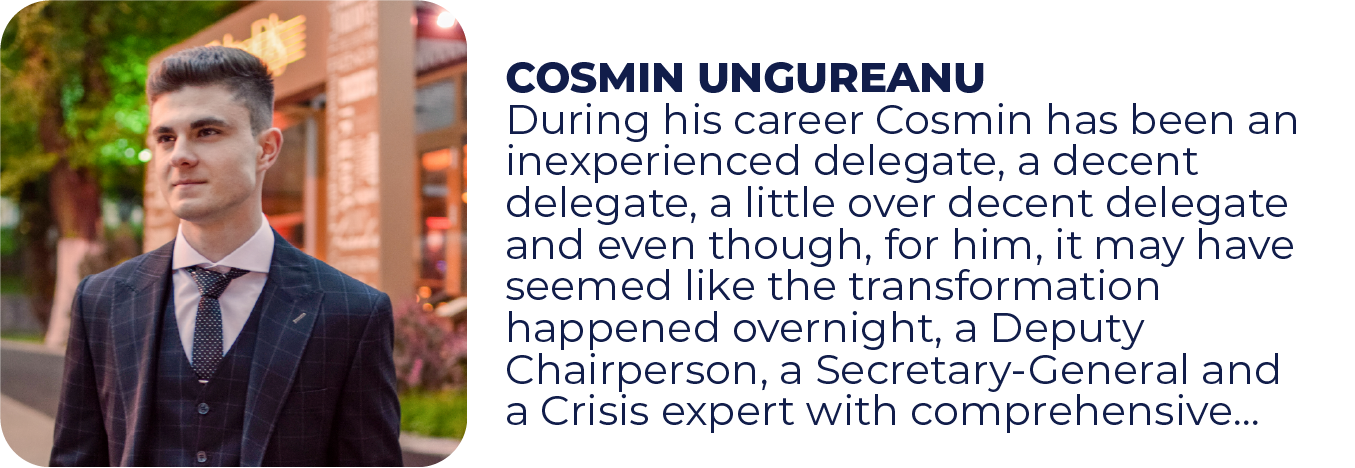 COSMIN UNGUREANU
During his career Cosmin has been an
inexperienced delegate, a decent
delegate, a little over decent delegate
and even though, for him, it may have
seemed like the transformation
happened overnight, a Deputy
Chairperson, a Secretary-General and
a Crisis expert with comprehensive...